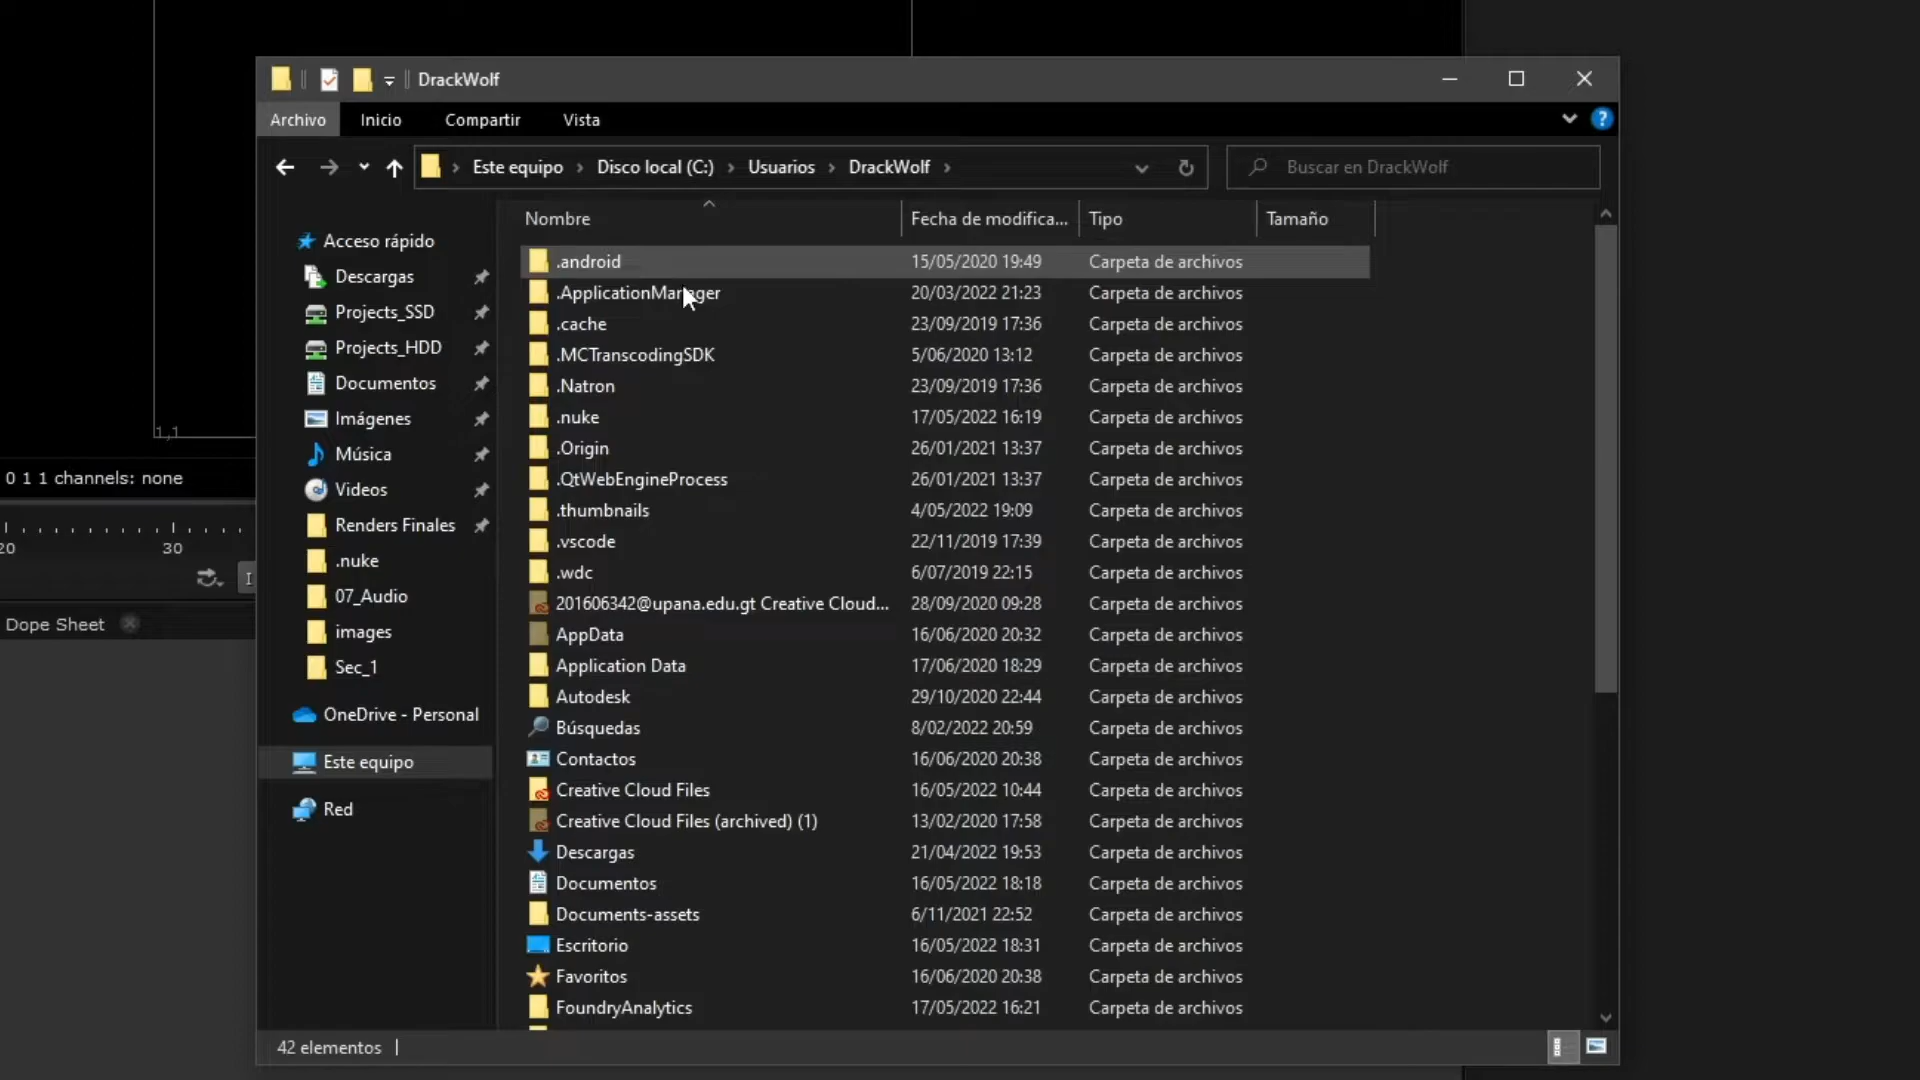 DrackWolf
Archivo Inicio Compartir Vista
Este equipo Disco local (C:) Usuarios DrackWolf
Buscar en DrackWolf
Nombre Fecha de modifica... Tipo Tamaño
Acceso rápido
Descargas
Projects_SSD
Projects_HDD
Documentos
Imágenes
Música
Videos
Renders Finales
.nuke
07_Audio
images
Sec_1
OneDrive - Personal
Este equipo
Red
.android 15/05/2020 19:49 Carpeta de archivos
.ApplicationManager 20/03/2022 21:23 Carpeta de archivos
.cache 23/09/2019 17:36 Carpeta de archivos
.MCTranscodingSDK 5/06/2020 13:12 Carpeta de archivos
.Natron 23/09/2019 17:36 Carpeta de archivos
.nuke 17/05/2022 16:19 Carpeta de archivos
.Origin 26/01/2021 13:37 Carpeta de archivos
.QtWebEngineProcess 26/01/2021 13:37 Carpeta de archivos
.thumbnails 4/05/2022 19:09 Carpeta de archivos
.vscode 22/11/2019 17:39 Carpeta de archivos
.wdc 6/07/2019 22:15 Carpeta de archivos
201606342@upana.edu.gt Creative Cloud... 28/09/2020 09:28 Carpeta de archivos
AppData 16/06/2020 20:32 Carpeta de archivos
Application Data 17/06/2020 18:29 Carpeta de archivos
Autodesk 29/10/2020 22:44 Carpeta de archivos
Búsquedas 8/02/2022 20:59 Carpeta de archivos
Contactos 16/06/2020 20:38 Carpeta de archivos
Creative Cloud Files 16/05/2022 10:44 Carpeta de archivos
Creative Cloud Files (archived) (1) 13/02/2020 17:58 Carpeta de archivos
Descargas 21/04/2022 19:53 Carpeta de archivos
Documentos 16/05/2022 18:18 Carpeta de archivos
Documents-assets 6/11/2021 22:52 Carpeta de archivos
Escritorio 16/05/2022 18:31 Carpeta de archivos
Favoritos 16/06/2020 20:38 Carpeta de archivos
FoundryAnalytics 17/05/2022 16:21 Carpeta de archivos
42 elementos
1,1
0 1 1 channels: none
20 30
I
Dope Sheet